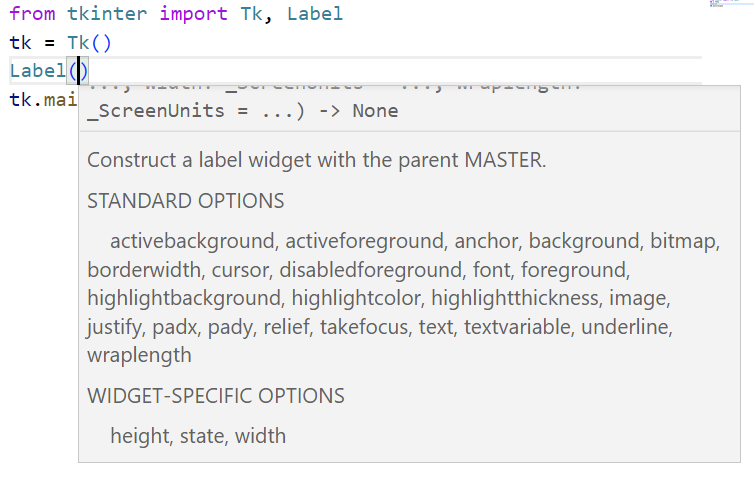 from tkinter import Tk, Label
tk = Tk()
Label()
tk.mai
_ScreenUnits = ...) -> None
Construct a label widget with the parent MASTER.
STANDARD OPTIONS
activebackground, activeforeground, anchor, background, bitmap,
borderwidth, cursor, disabledforeground, font, foreground,
highlightbackground, highlightcolor, highlightthickness, image,
justify, padx, pady, relief, takefocus, text, textvariable, underline,
wraplength
WIDGET-SPECIFIC OPTIONS
height, state, width